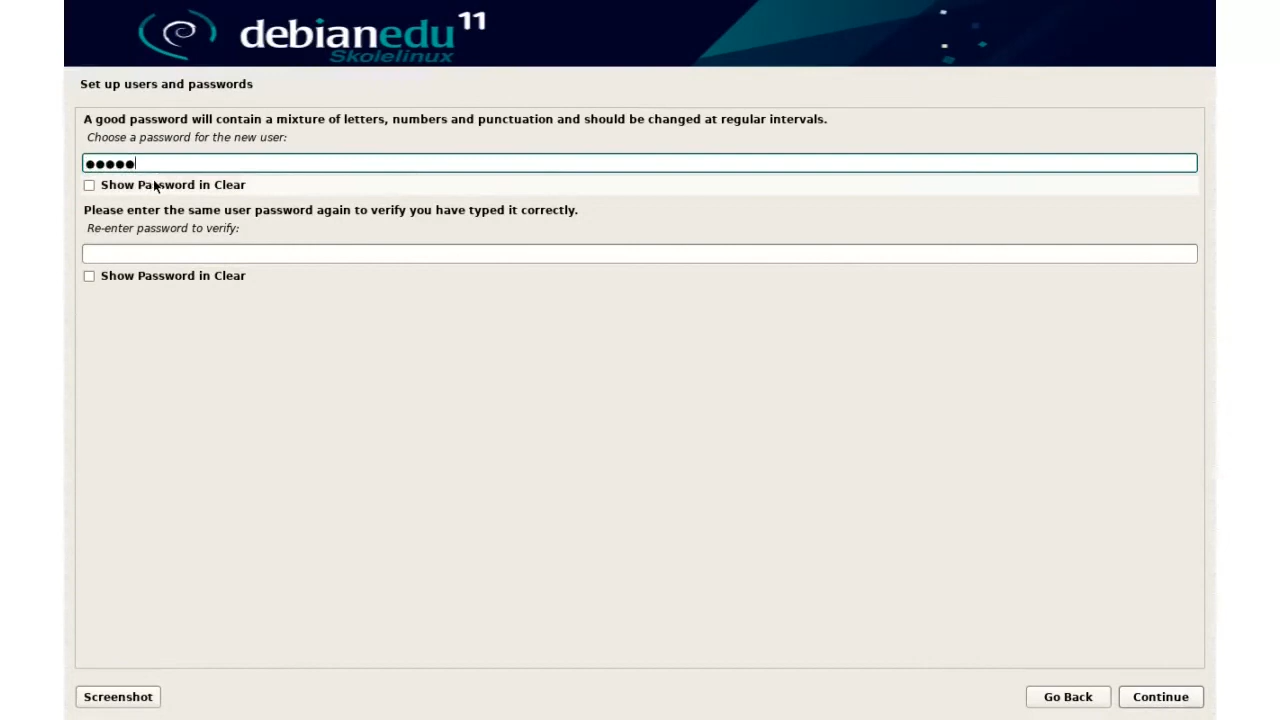 debianedu 11
Skolelinux
Set up users and passwords
A good password will contain a mixture of letters, numbers and punctuation and should be changed at regular intervals.
Choose a password for the new user:
●●●●●
Show Password in Clear
Please enter the same user password again to verify you have typed it correctly.
Re-enter password to verify:
Show Password in Clear
Screenshot
Go Back
Continue